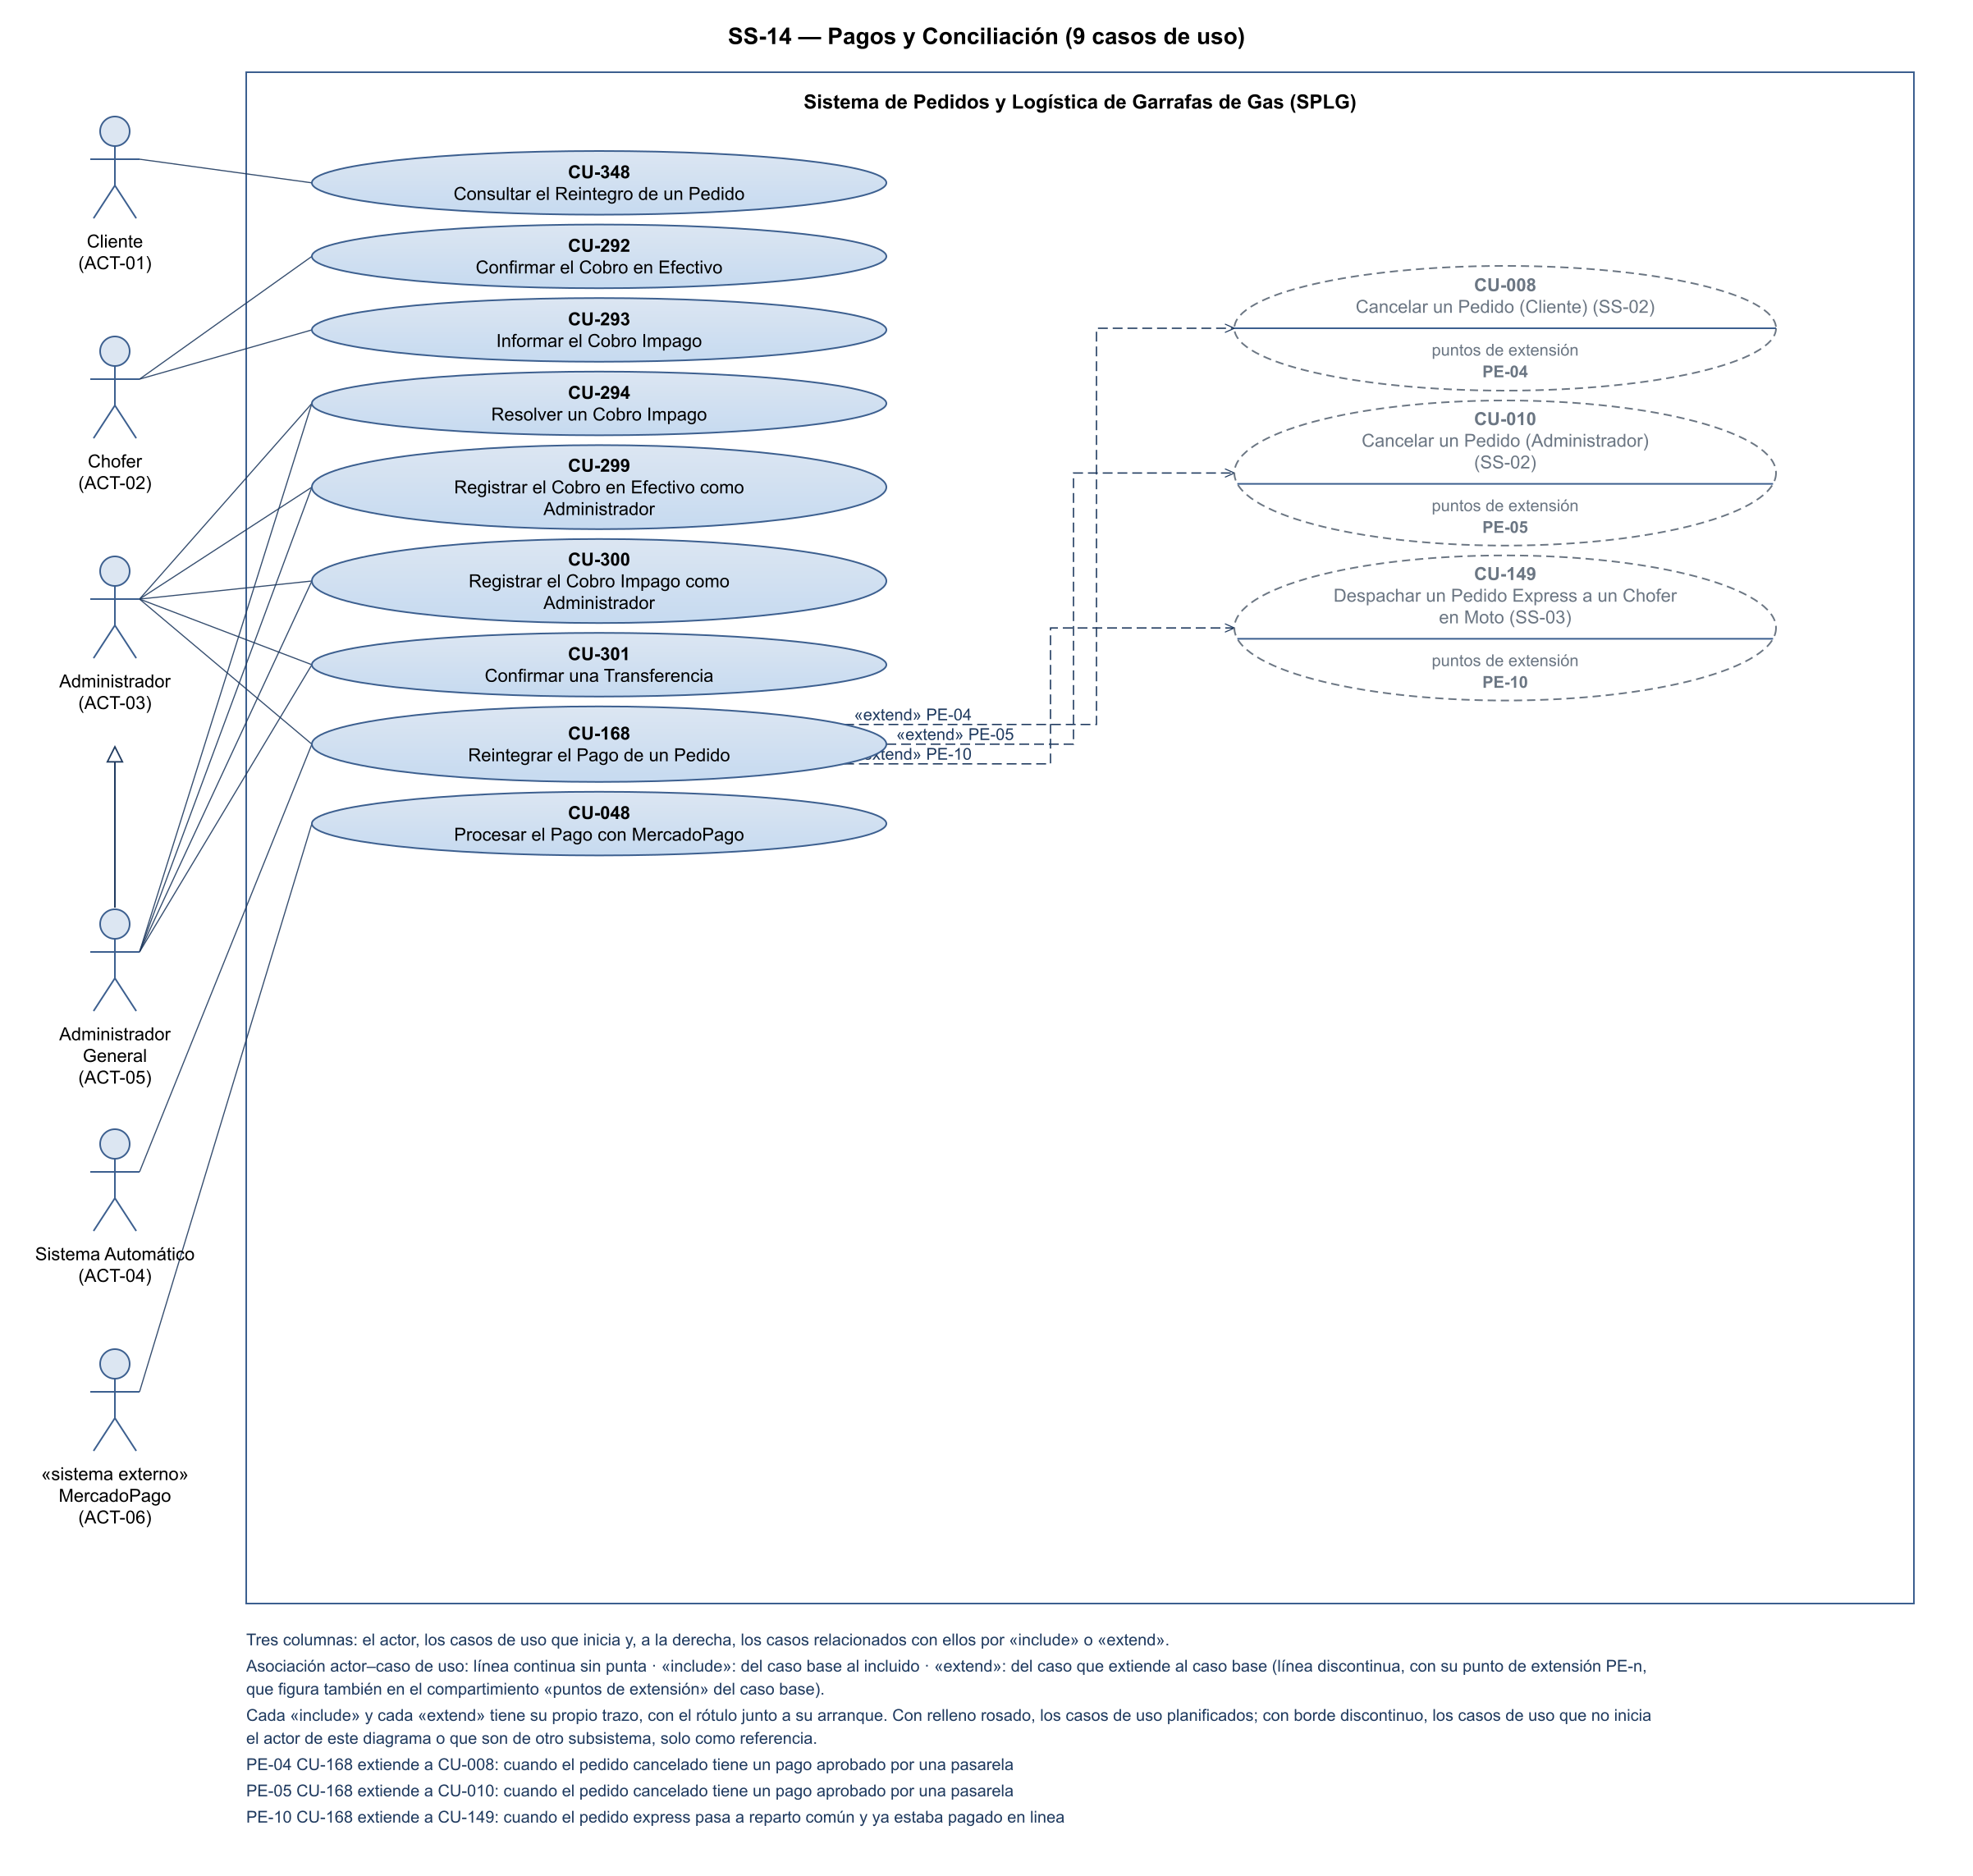 SS-14 — Pagos y Conciliación (9 casos de uso)
Sistema de Pedidos y Logística de Garrafas de Gas (SPLG)
Cliente
(ACT-01)
Chofer
(ACT-02)
Administrador
(ACT-03)
Administrador
General
(ACT-05)
Sistema Automático
(ACT-04)
«sistema externo»
MercadoPago
(ACT-06)
CU-348
Consultar el Reintegro de un Pedido
CU-292
Confirmar el Cobro en Efectivo
CU-293
Informar el Cobro Impago
CU-294
Resolver un Cobro Impago
CU-299
Registrar el Cobro en Efectivo como
Administrador
CU-300
Registrar el Cobro Impago como
Administrador
CU-301
Confirmar una Transferencia
CU-168
Reintegrar el Pago de un Pedido
CU-048
Procesar el Pago con MercadoPago
«extend» PE-04
«extend» PE-05
extend» PE-10
CU-008
Cancelar un Pedido (Cliente) (SS-02)
puntos de extensión
PE-04
CU-010
Cancelar un Pedido (Administrador)
(SS-02)
puntos de extensión
PE-05
CU-149
Despachar un Pedido Express a un Chofer
en Moto (SS-03)
puntos de extensión
PE-10
Tres columnas: el actor, los casos de uso que inicia y, a la derecha, los casos relacionados con ellos por «include» o «extend».
Asociación actor–caso de uso: línea continua sin punta · «include»: del caso base al incluido · «extend»: del caso que extiende al caso base (línea discontinua, con su punto de extensión PE-n,
que figura también en el compartimiento «puntos de extensión» del caso base).
Cada «include» y cada «extend» tiene su propio trazo, con el rótulo junto a su arranque. Con relleno rosado, los casos de uso planificados; con borde discontinuo, los casos de uso que no inicia
el actor de este diagrama o que son de otro subsistema, solo como referencia.
PE-04 CU-168 extiende a CU-008: cuando el pedido cancelado tiene un pago aprobado por una pasarela
PE-05 CU-168 extiende a CU-010: cuando el pedido cancelado tiene un pago aprobado por una pasarela
PE-10 CU-168 extiende a CU-149: cuando el pedido express pasa a reparto común y ya estaba pagado en linea